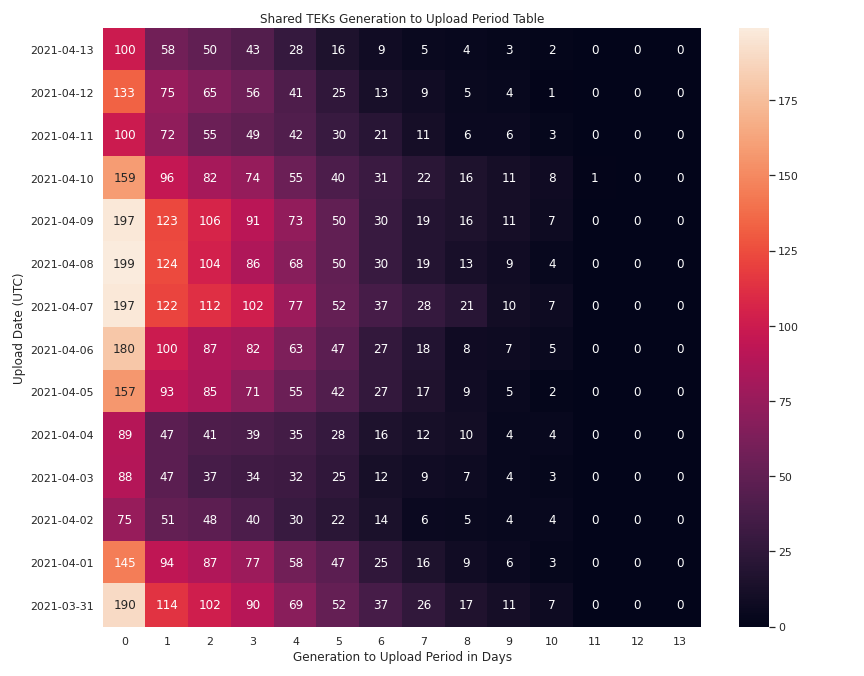 Shared TEKs Generation to Upload Period Table
2021-04-13 100 58 50 43 28 16 9 5 4 3 2 0 0 0
2021-04-12 133 75 65 56 41 25 13 9 5 4 1 0 0 0
2021-04-11 100 72 55 49 42 30 21 11 6 6 3 0 0 0
2021-04-10 159 96 82 74 55 40 31 22 16 11 8 1 0 0
2021-04-09 197 123 106 91 73 50 30 19 16 11 7 0 0 0
2021-04-08 199 124 104 86 68 50 30 19 13 9 4 0 0 0
2021-04-07 197 122 112 102 77 52 37 28 21 10 7 0 0 0
2021-04-06 180 100 87 82 63 47 27 18 8 7 5 0 0 0
2021-04-05 157 93 85 71 55 42 27 17 9 5 2 0 0 0
2021-04-04 89 47 41 39 35 28 16 12 10 4 4 0 0 0
2021-04-03 88 47 37 34 32 25 12 9 7 4 3 0 0 0
2021-04-02 75 51 48 40 30 22 14 6 5 4 4 0 0 0
2021-04-01 145 94 87 77 58 47 25 16 9 6 3 0 0 0
2021-03-31 190 114 102 90 69 52 37 26 17 11 7 0 0 0
0 1 2 3 4 5 6 7 8 9 10 11 12 13
Generation to Upload Period in Days
Upload Date (UTC)
175
150
125
100
75
50
25
0